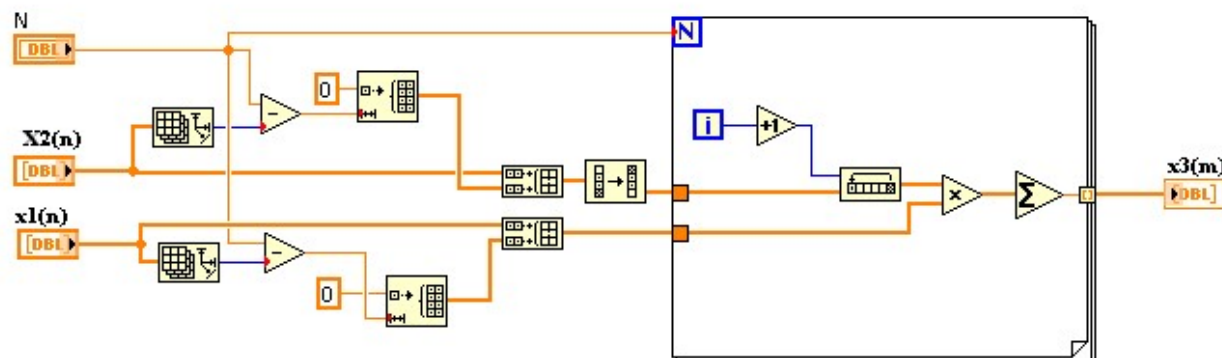 N
DBL
X2(n)
[DBL]
x1(n)
[DBL]
-
0
-
0
N
i
+1
x
Σ
[]
x3(m)
DBL]